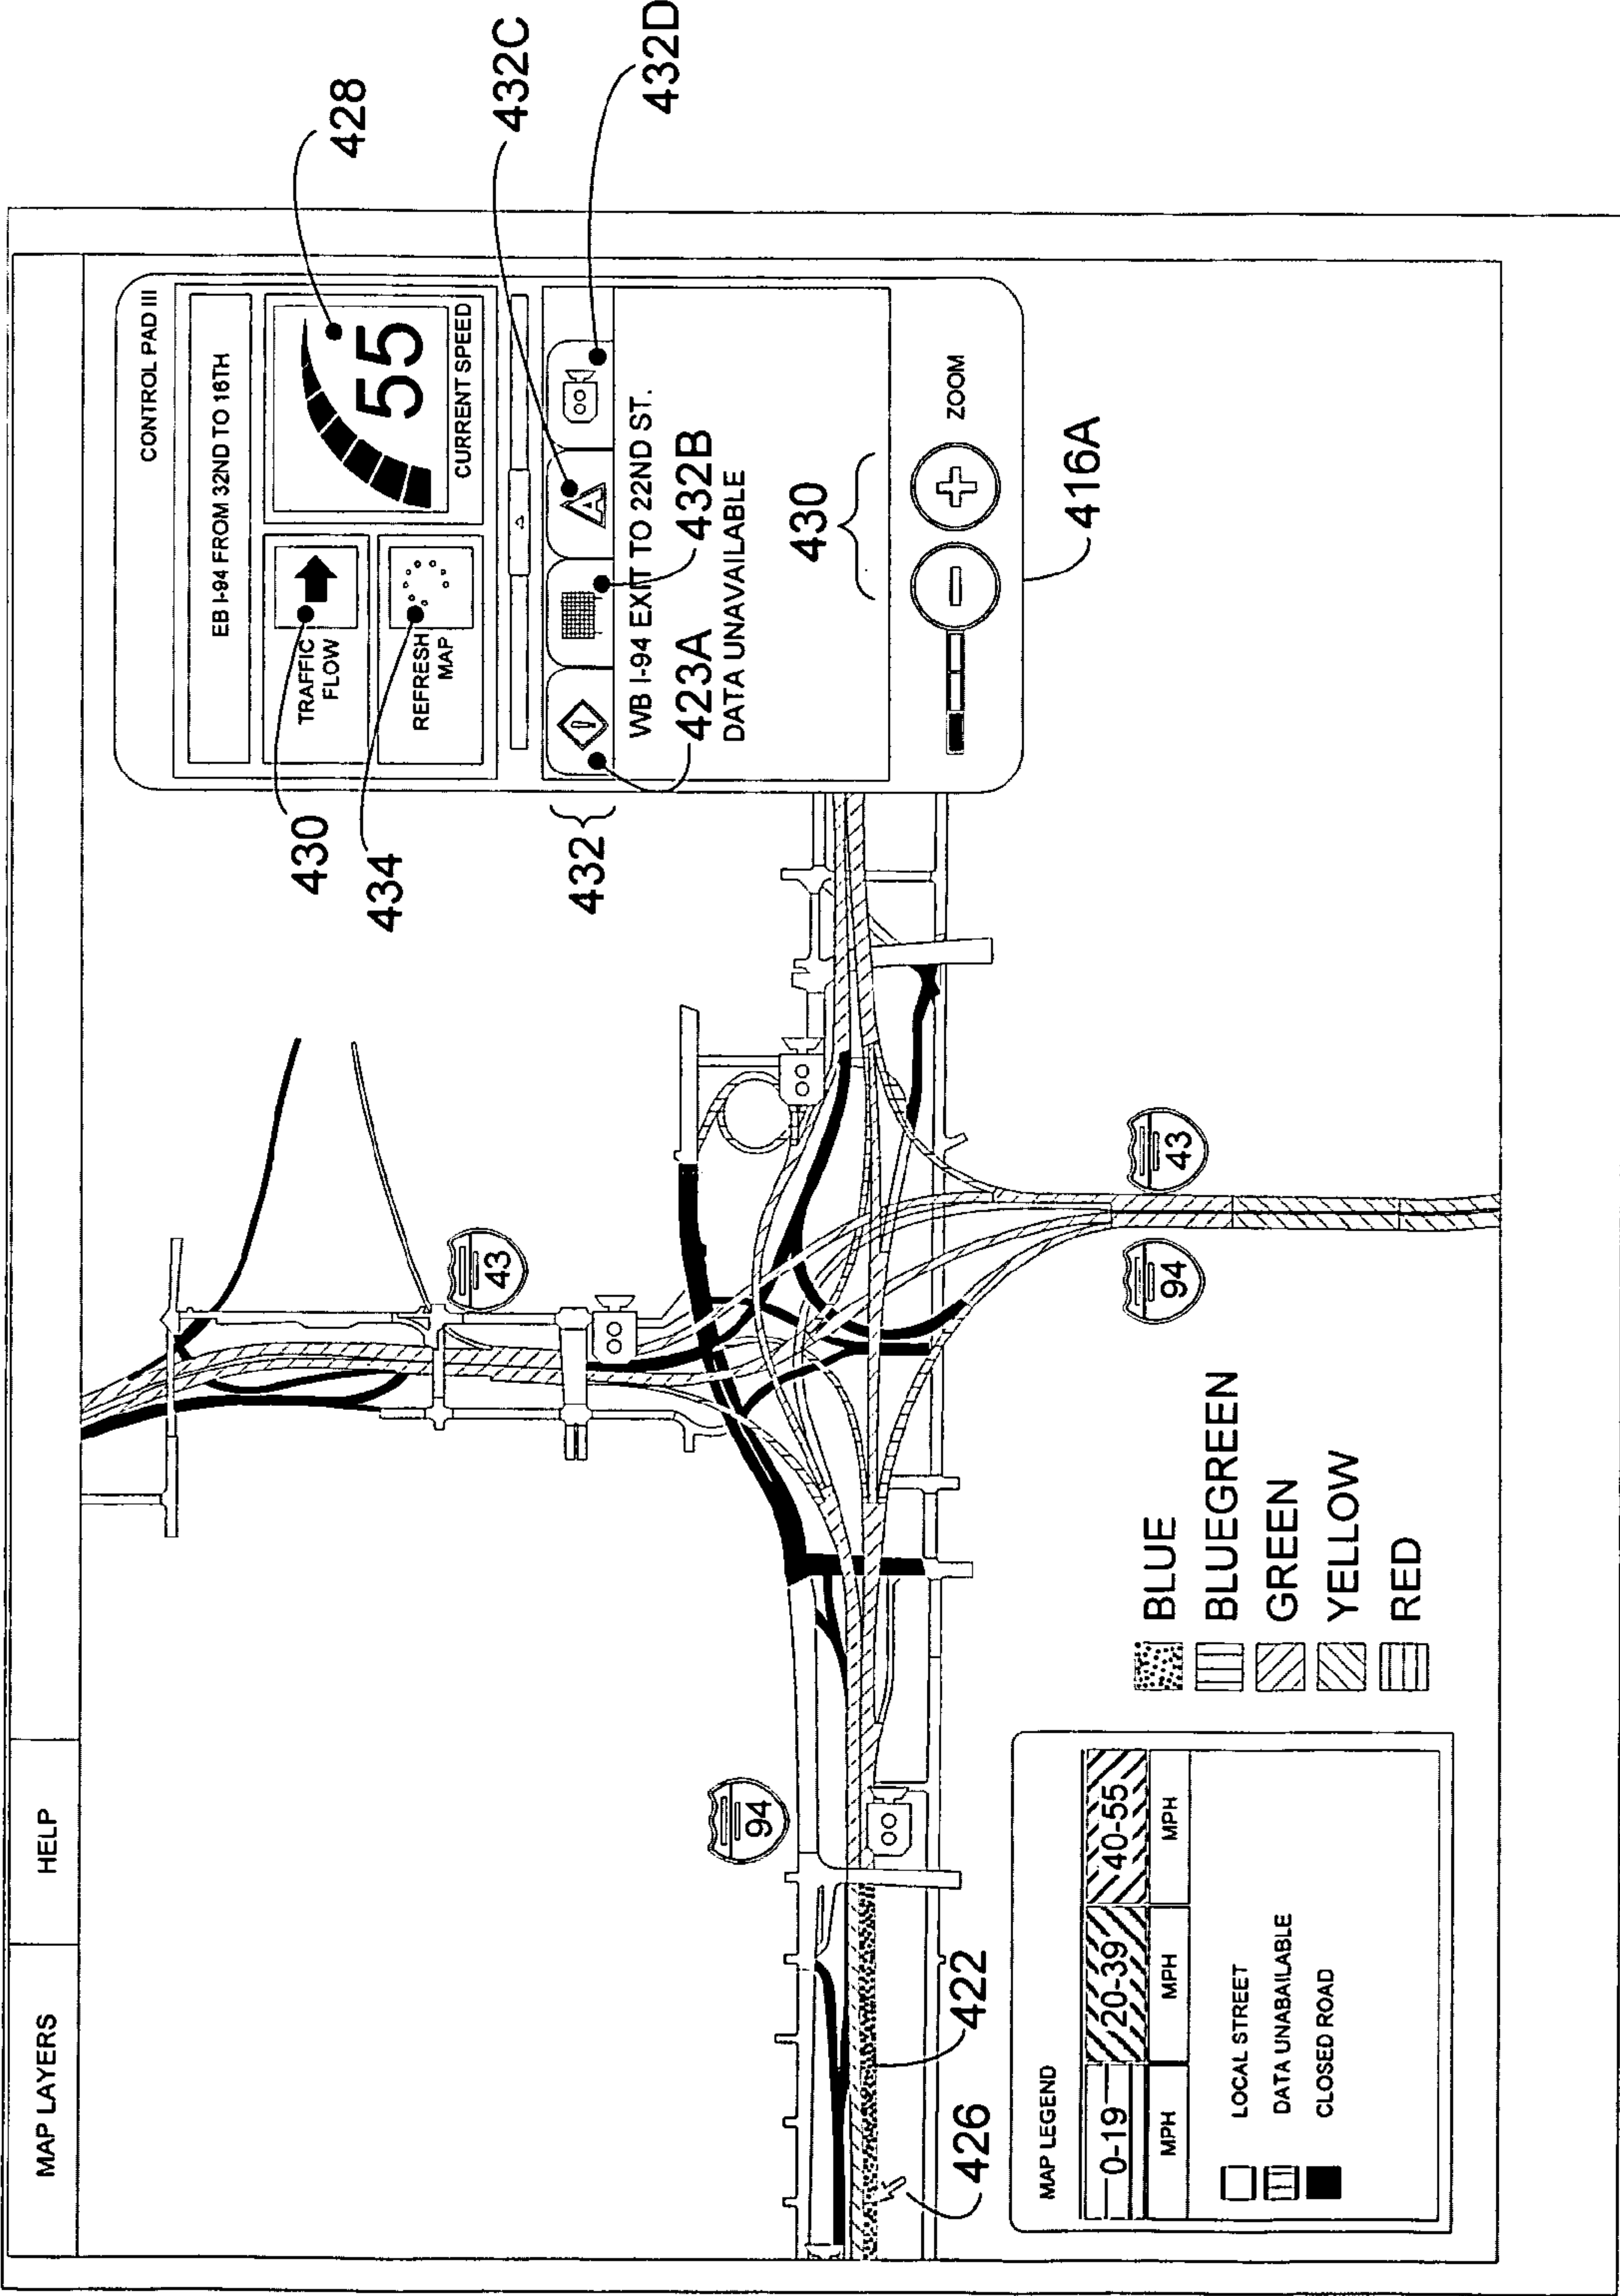 MAP LAYERS
HELP
CONTROL PAD III
EB I-94 FROM 32ND TO 16TH
TRAFFIC
FLOW
REFRESH
MAP
55
CURRENT SPEED
428
430
434
432
432C
432D
WB I-94 EXIT TO 22ND ST.
423A
432B
DATA UNAVAILABLE
430
ZOOM
416A
43
94
94
43
422
426
MAP LEGEND
0-19
20-39
40-55
MPH
MPH
MPH
LOCAL STREET
DATA UNABAILABLE
CLOSED ROAD
BLUE
BLUEGREEN
GREEN
YELLOW
RED